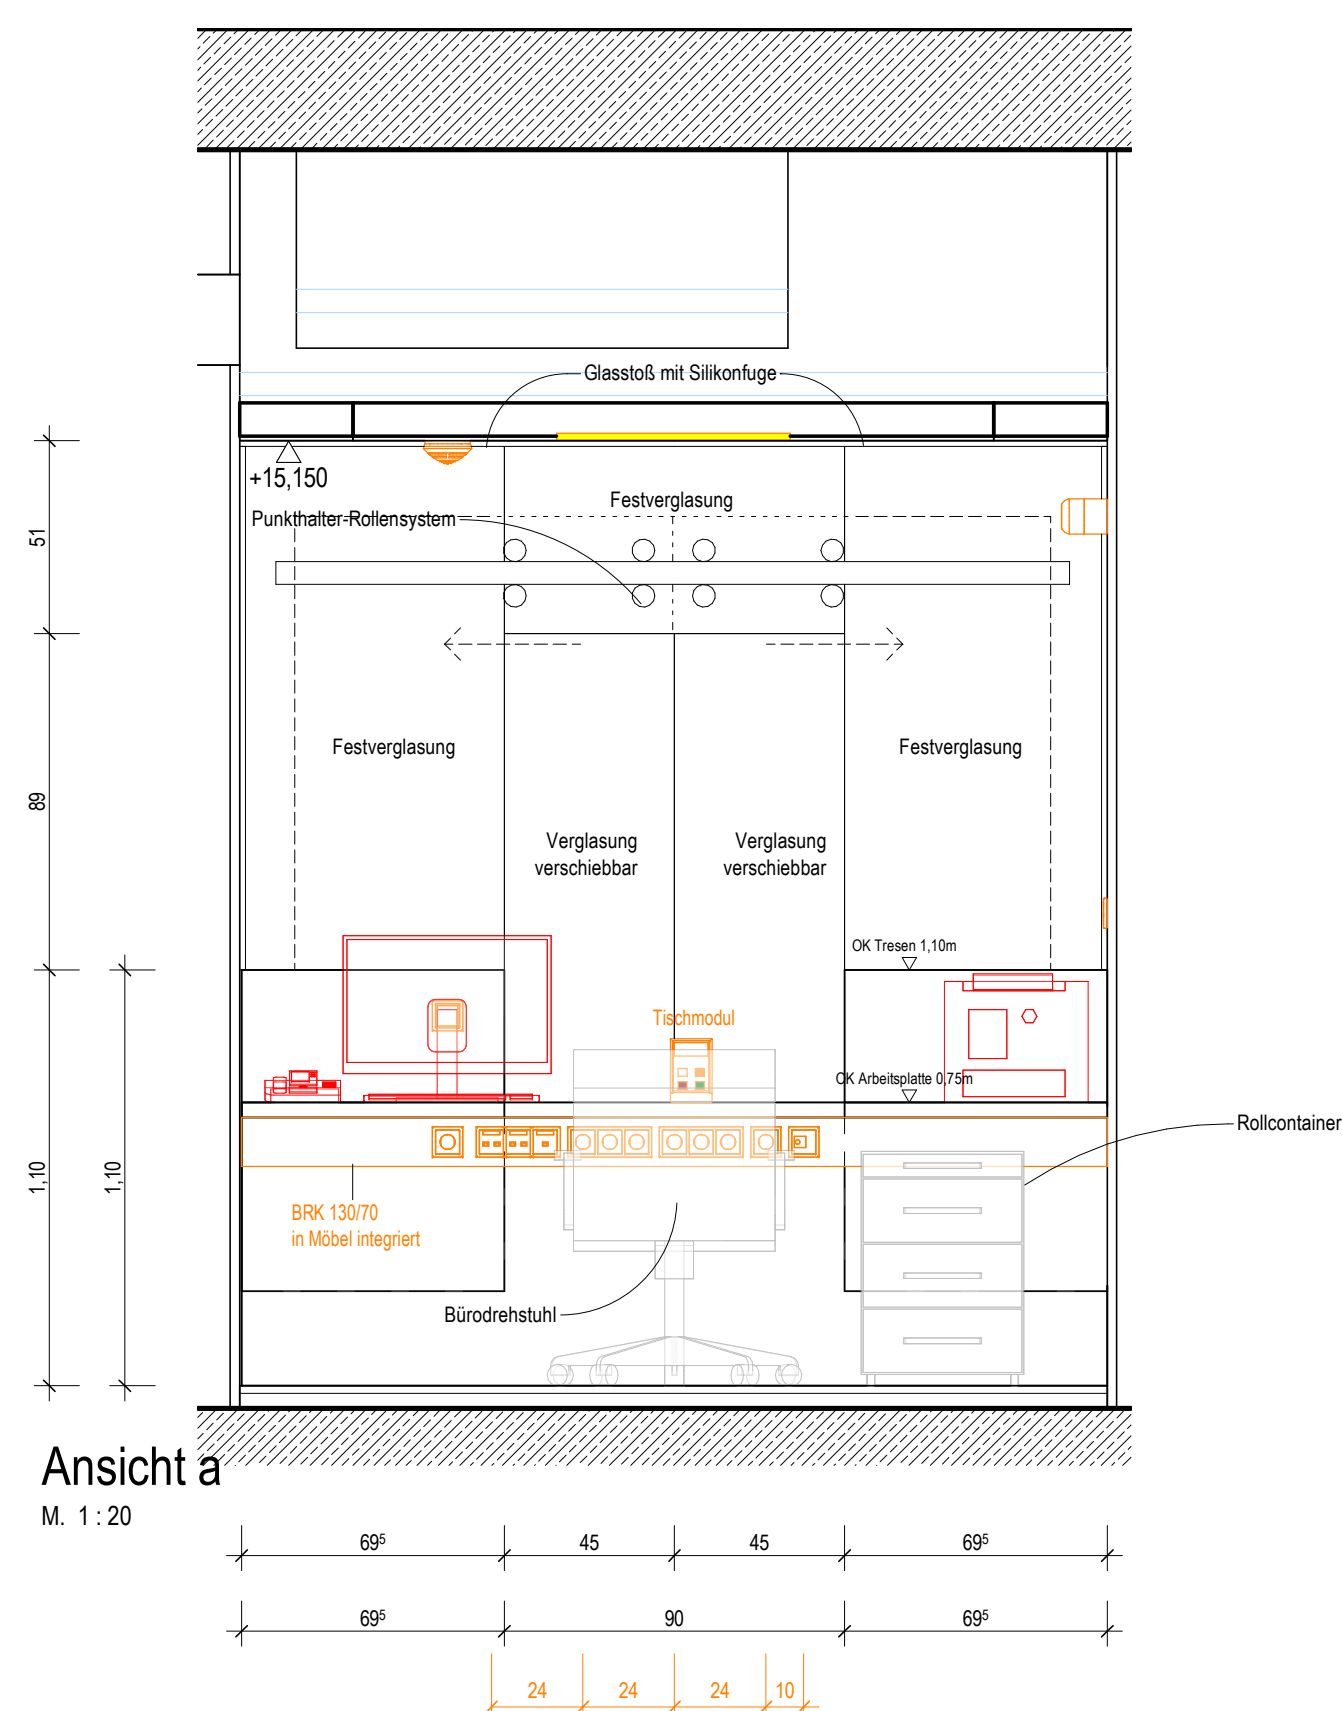 Glasstoß mit Silikonfuge
+15,150
Festverglasung
Punkthalter-Rollensystem
51
Festverglasung
Festverglasung
89
Verglasung
verschiebbar
Verglasung
verschiebbar
OK Tresen 1,10m
Tischmodul
OK Arbeitsplatte 0,75m
Rollcontainer
1,10
1,10
BRK 130/70
in Möbel integriert
Bürodrehstuhl
Ansicht a
M. 1 : 20
69⁵ 45 45 69⁵
69⁵ 90 69⁵
24 24 24 10